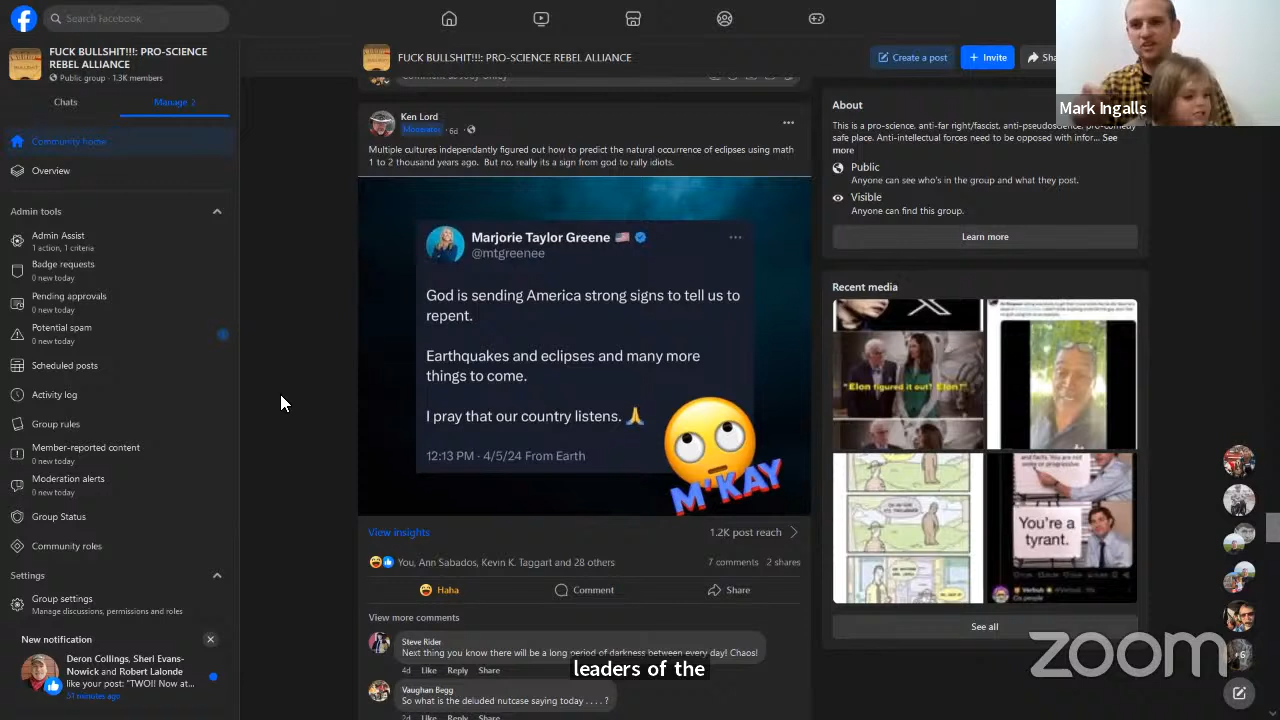 Search Facebook
FUCK BULLSHIT!!!: PRO-SCIENCE
REBEL ALLIANCE
Public group · 1.3K members
Chats
Manage 2
Community home
Overview
Admin tools
Admin Assist
1 action, 1 criteria
Badge requests
0 new today
Pending approvals
0 new today
Potential spam
0 new today
Scheduled posts
Activity log
Group rules
Member-reported content
0 new today
Moderation alerts
0 new today
Group Status
Community roles
Settings
Group settings
Manage discussions, permissions and roles
New notification
Deron Collings, Sheri Evans-
Nowick and Robert Lalonde
like your post: "TWO!! Now at...
31 minutes ago
FUCK BULLSHIT!!!: PRO-SCIENCE REBEL ALLIANCE
Create a post
+ Invite
Sha
Ken Lord
6d
Multiple cultures independantly figured out how to predict the natural occurence of eclipses using math
1 to 2 thousand years ago. But no, really its a sign from god to rally idiots.
Marjorie Taylor Greene
@mtgreenee
God is sending America strong signs to tell us to
repent.
Earthquakes and eclipses and many more
things to come.
I pray that our country listens. 🙏
12:13 PM · 4/5/24 From Earth
M'KAY
View insights
1.2K post reach
You, Ann Sabados, Kevin K. Taggart and 28 others
7 comments 2 shares
Haha
Comment
Share
View more comments
Steve Rider
Next thing you know there will be a long period of darkness between every day! Chaos!
4d Like Reply Share
Vaughan Begg
So what is the deluded nutcase saying today . . . . ?
Like Reply Share
leaders of the
About
This is a pro-science, anti-far right/fascist, anti-pseudoscience, pro-comedy
safe place. Anti-intellectual forces need to be opposed with infor... See
more
Public
Anyone can see who's in the group and what they post.
Visible
Anyone can find this group.
Learn more
Recent media
"Elon figured it out? Elon?"
You're a
tyrant.
See all
Mark Ingalls
+6
zoom